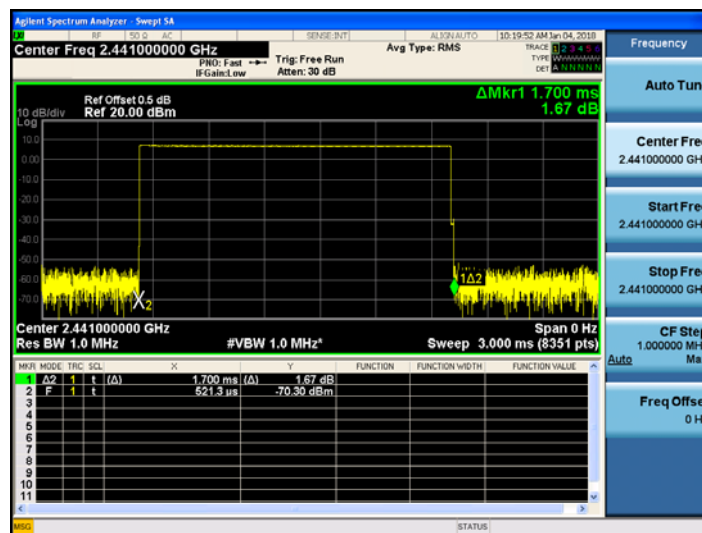 Agilent Spectrum Analyzer - Swept SA
RF 50 Ω AC SENSE:INT ALIGN AUTO 10:19:52 AM Jan 04, 2018
Center Freq 2.441000000 GHz
PNO: Fast
IFGain:Low
Trig: Free Run
Atten: 30 dB
Avg Type: RMS
TRACE 1 2 3 4 5 6
TYPE
DET A N N N N N
ΔMkr1 1.700 ms
1.67 dB
Ref Offset 0.5 dB
10 dB/div Ref 20.00 dBm
Log
10.0
0.00
-10.0
-20.0
-30.0
-40.0
-50.0
-60.0
-70.0
1Δ2
X2
Center 2.441000000 GHz Span 0 Hz
Res BW 1.0 MHz #VBW 1.0 MHz* Sweep 3.000 ms (8351 pts)
MKR MODE TRC SCL X Y FUNCTION FUNCTION WIDTH FUNCTION VALUE
1 Δ2 1 t (Δ) 1.700 ms (Δ) 1.67 dB
2 F 1 t 521.3 µs -70.30 dBm
3
4
5
6
7
8
9
10
11
MSG STATUS
Frequency
Auto Tun
Center Fre
2.441000000 GH
Start Fre
2.441000000 GH
Stop Fre
2.441000000 GH
CF Step
1.000000 MH
Auto Ma
Freq Offse
0 H